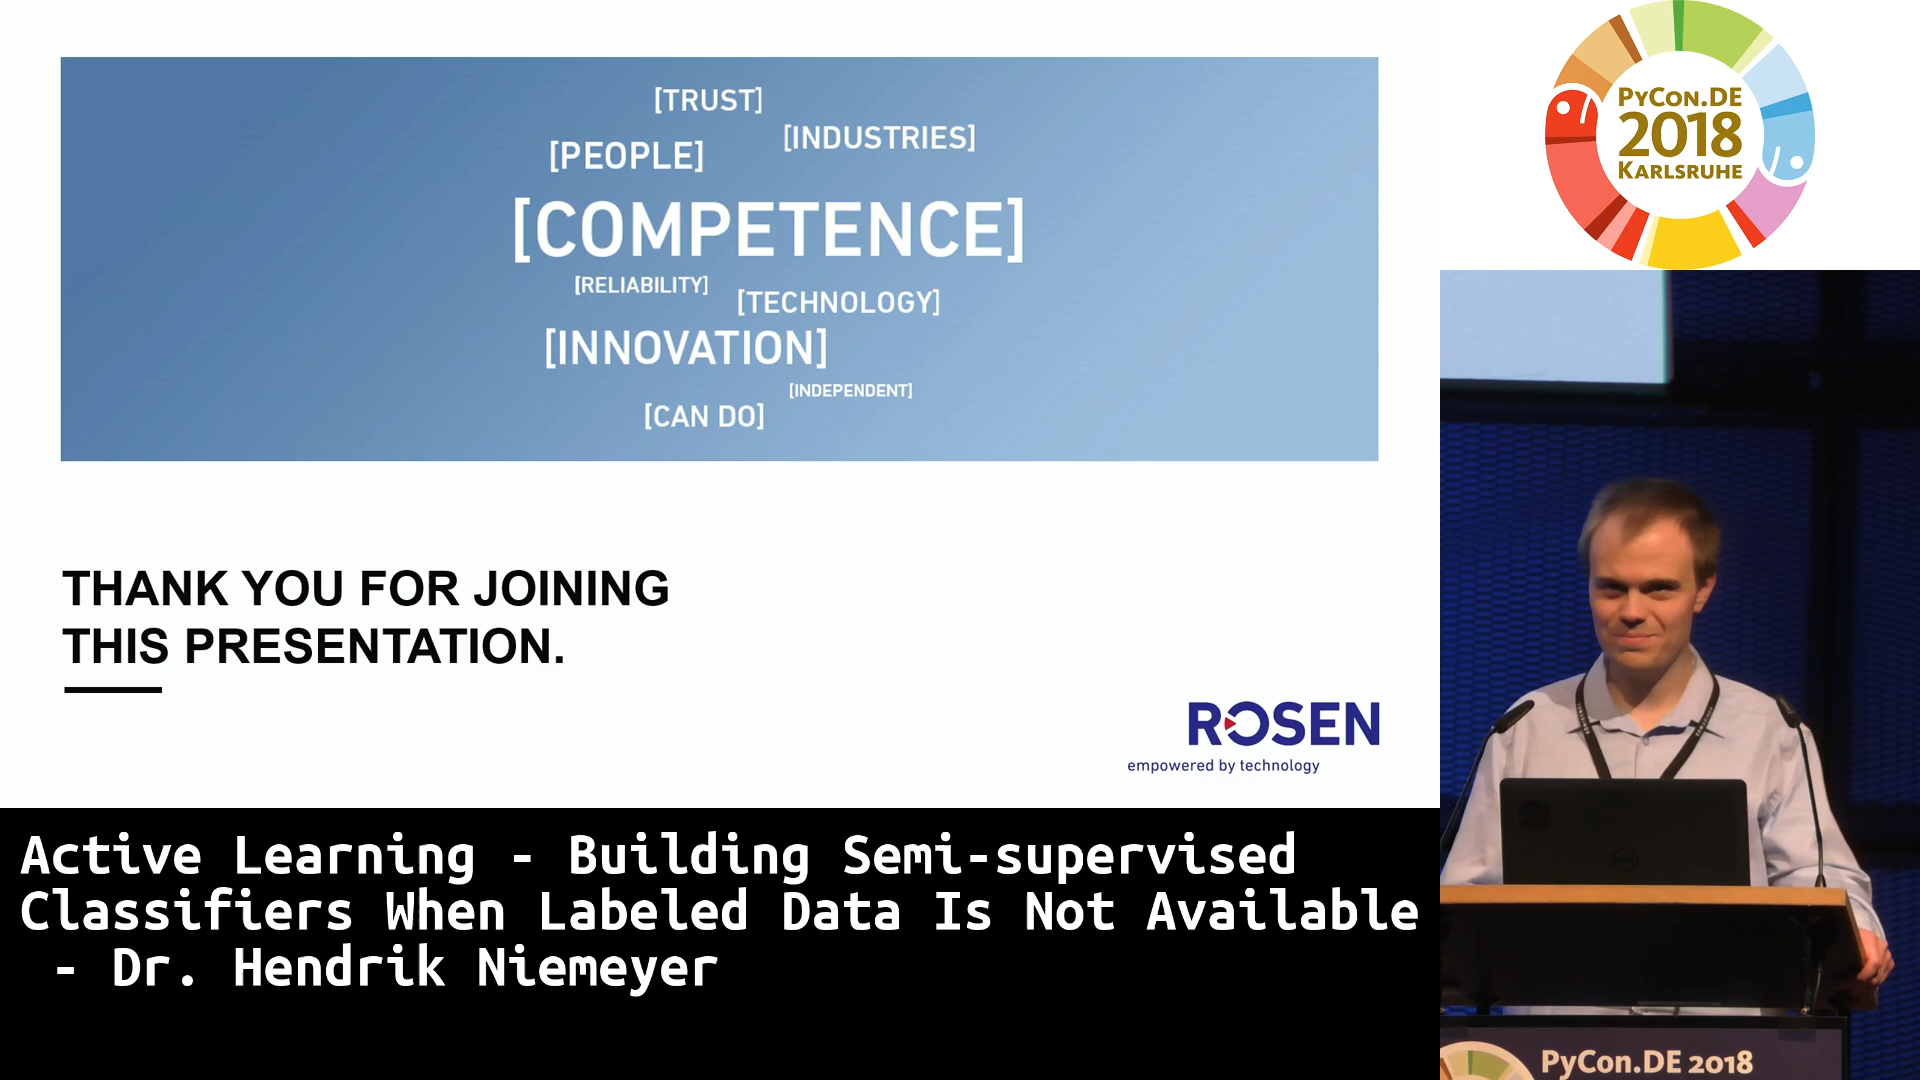 [TRUST]
[INDUSTRIES]
[PEOPLE]
[COMPETENCE]
[RELIABILITY]
[TECHNOLOGY]
[INNOVATION]
[INDEPENDENT]
[CAN DO]
THANK YOU FOR JOINING
THIS PRESENTATION.
ROSEN
empowered by technology
PYCON.DE
2018
KARLSRUHE
Active Learning - Building Semi-supervised
Classifiers When Labeled Data Is Not Available
- Dr. Hendrik Niemeyer
PyCon.DE 2018